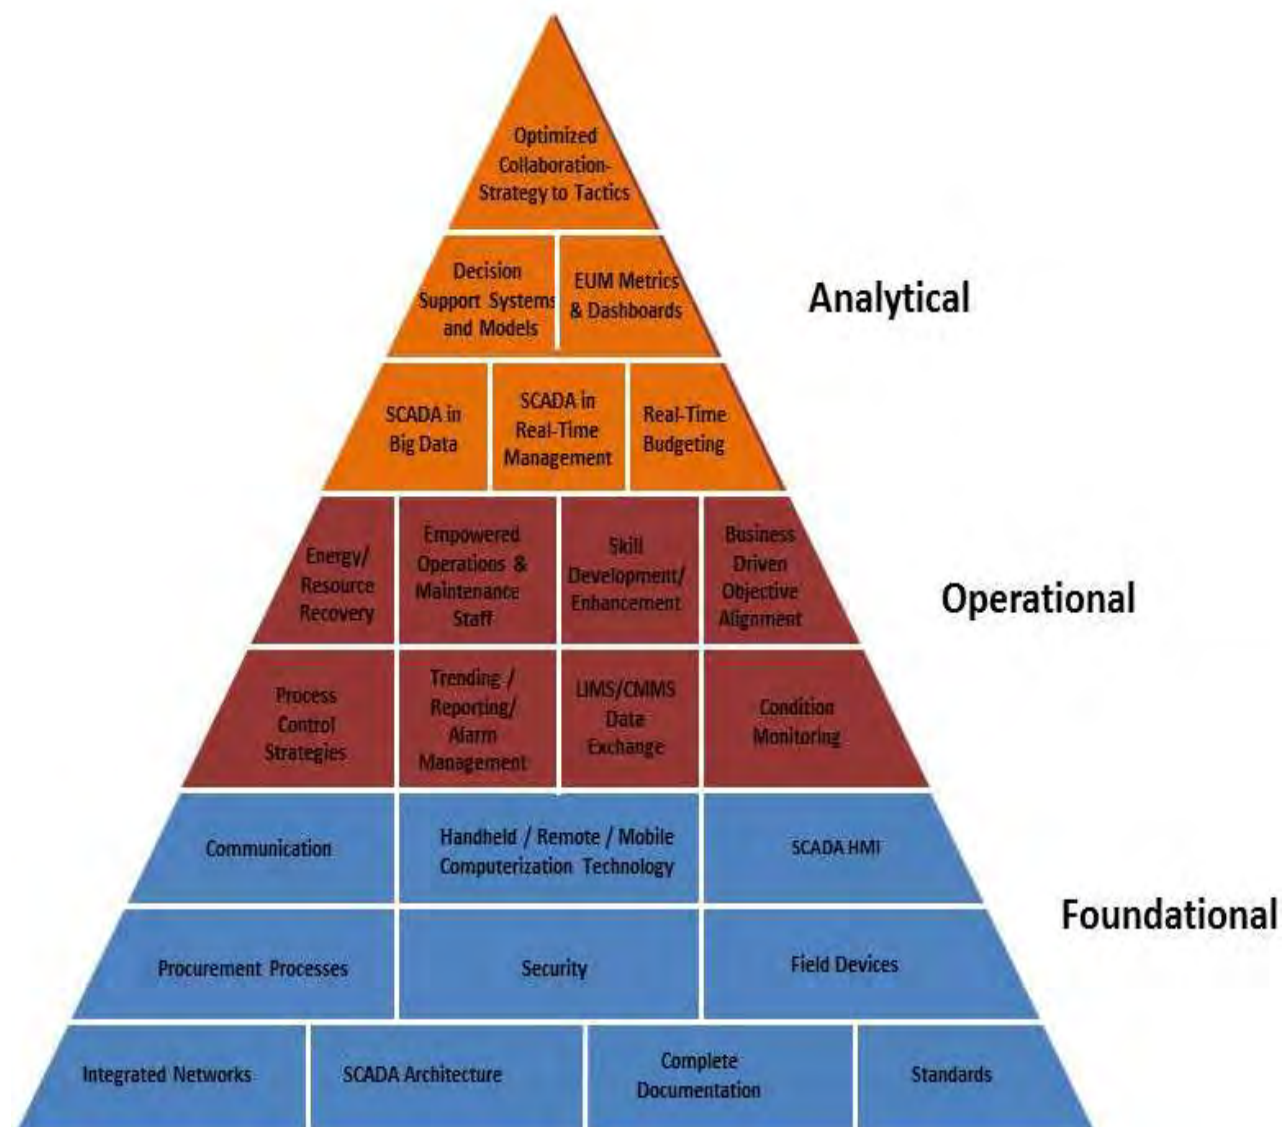 Optimized
Collaboration-
Strategy to Tactics
Decision
Support Systems
and Models
EUM Metrics
& Dashboards
Analytical
SCADA in
Big Data
SCADA in
Real-Time
Management
Real-Time
Budgeting
Energy/
Resource
Recovery
Empowered
Operations &
Maintenance
Staff
Skill
Development/
Enhancement
Business
Driven
Objective
Alignment
Operational
Process
Control
Strategies
Trending /
Reporting/
Alarm
Management
LIMS/CMMS
Data
Exchange
Condition
Monitoring
Communication
Handheld / Remote / Mobile
Computerization Technology
SCADA HMI
Foundational
Procurement Processes
Security
Field Devices
Integrated Networks
SCADA Architecture
Complete
Documentation
Standards